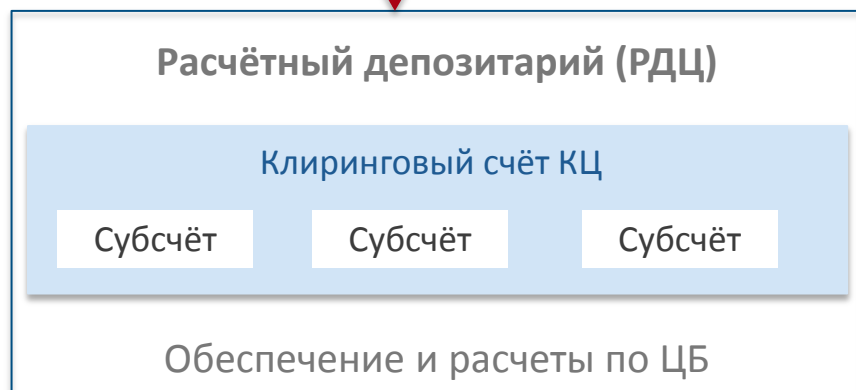 Расчётный депозитарий (РДЦ)
Клиринговый счёт КЦ
Субсчёт Субсчёт Субсчёт
Обеспечение и расчеты по ЦБ